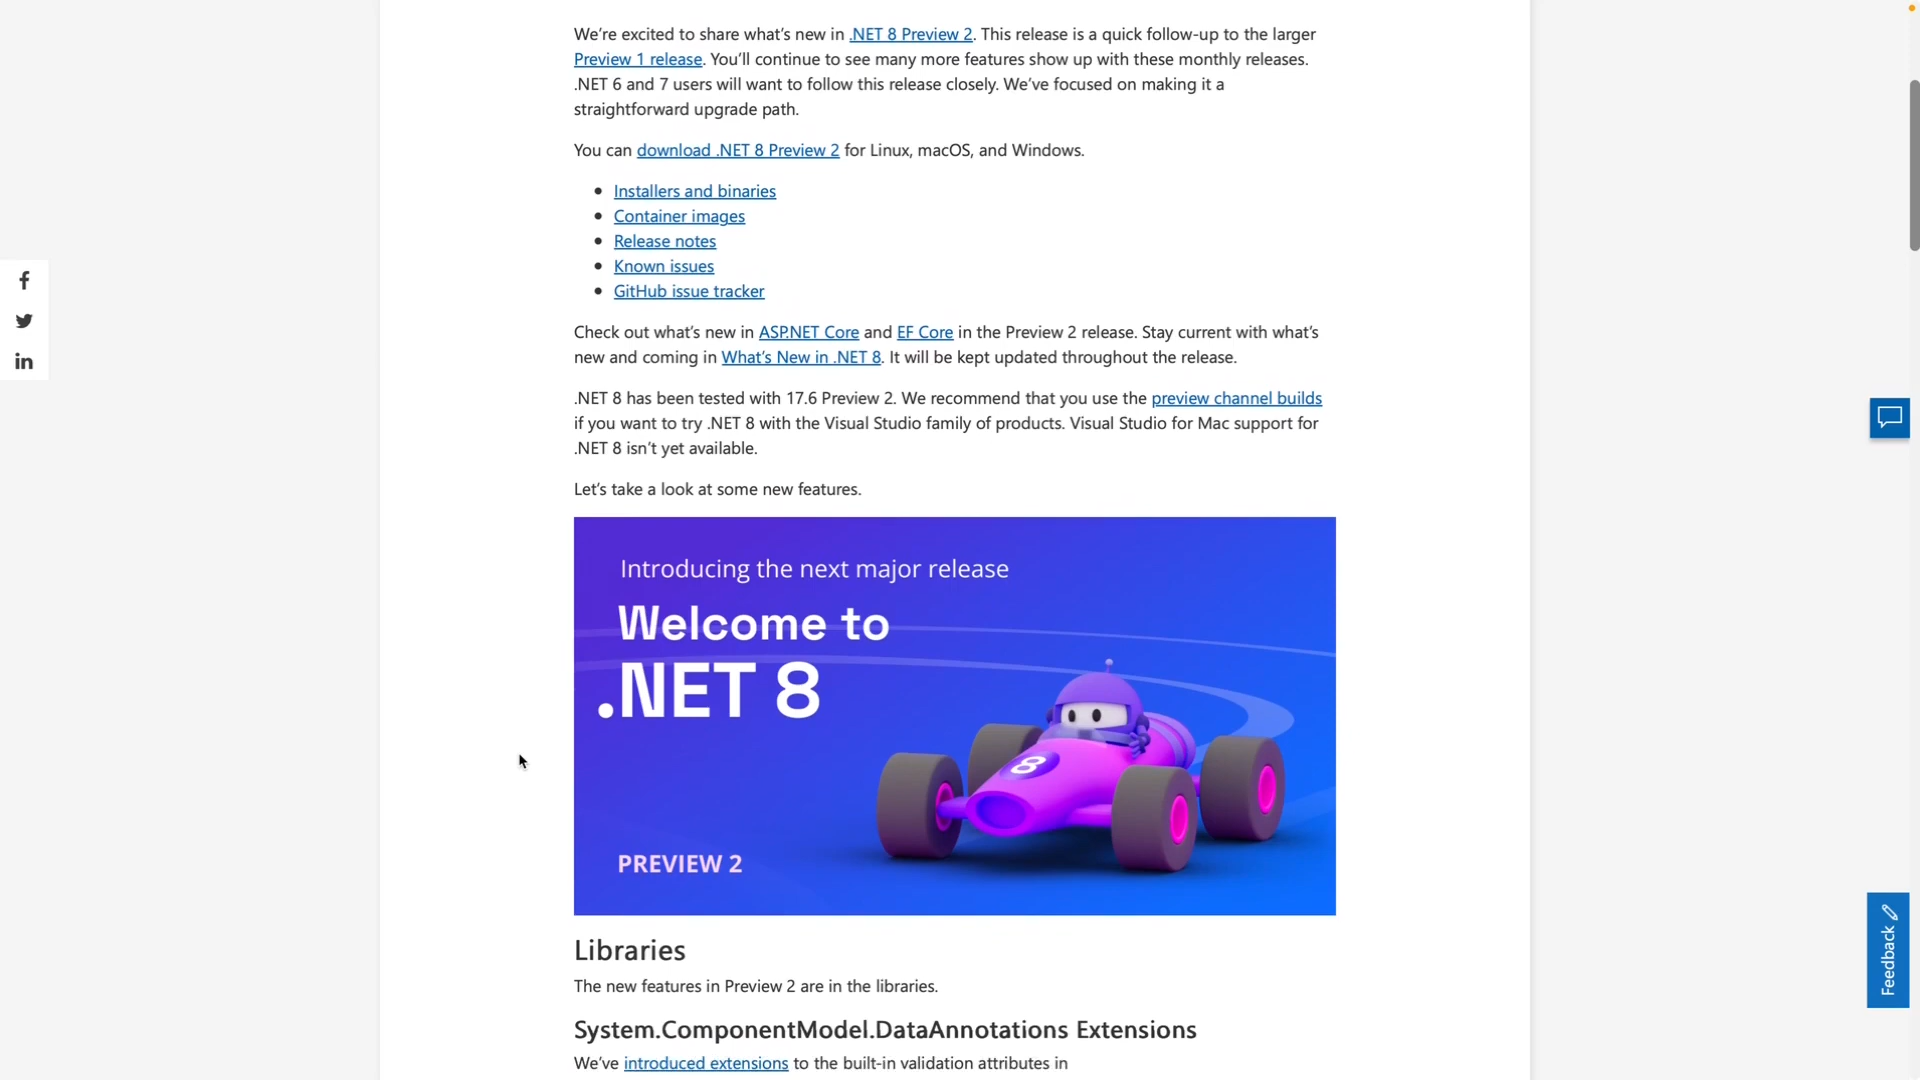 We’re excited to share what’s new in .NET 8 Preview 2. This release is a quick follow-up to the larger
Preview 1 release. You’ll continue to see many more features show up with these monthly releases.
.NET 6 and 7 users will want to follow this release closely. We’ve focused on making it a
straightforward upgrade path.
You can download .NET 8 Preview 2 for Linux, macOS, and Windows.
Installers and binaries
Container images
Release notes
Known issues
GitHub issue tracker
Check out what’s new in ASP.NET Core and EF Core in the Preview 2 release. Stay current with what’s
new and coming in What’s New in .NET 8. It will be kept updated throughout the release.
.NET 8 has been tested with 17.6 Preview 2. We recommend that you use the preview channel builds
if you want to try .NET 8 with the Visual Studio family of products. Visual Studio for Mac support for
.NET 8 isn’t yet available.
Let’s take a look at some new features.
Introducing the next major release
Welcome to
.NET 8
8
PREVIEW 2
Feedback
Libraries
The new features in Preview 2 are in the libraries.
System.ComponentModel.DataAnnotations Extensions
We’ve introduced extensions to the built-in validation attributes in